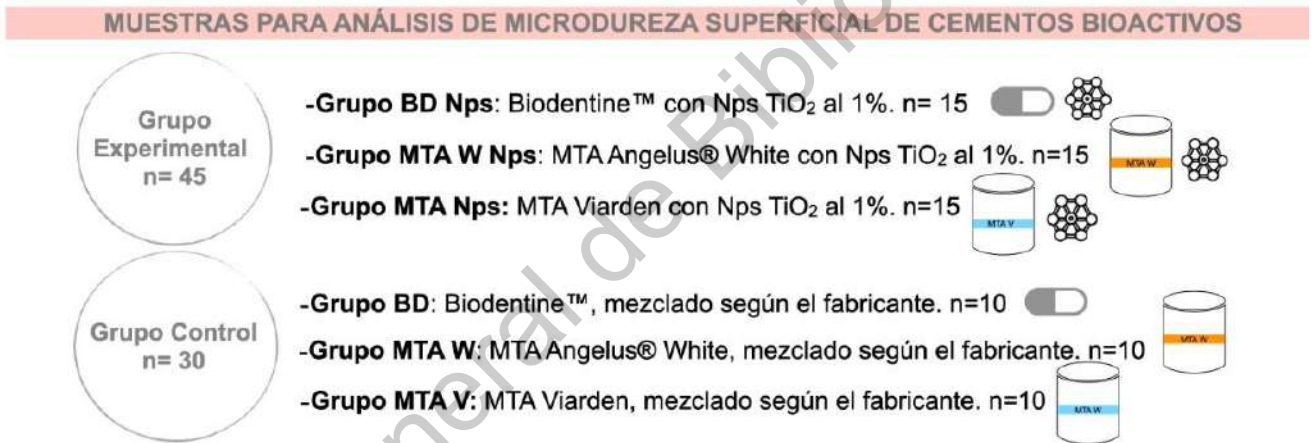 MUESTRAS PARA ANÁLISIS DE MICRODUREZA SUPERFICIAL DE CEMENTOS BIOACTIVOS
Grupo
Experimental
n= 45
-Grupo BD Nps: Biodentine™ con Nps TiO₂ al 1%. n= 15
-Grupo MTA W Nps: MTA Angelus® White con Nps TiO₂ al 1%. n=15
MTA W
-Grupo MTA Nps: MTA Viarden con Nps TiO₂ al 1%. n=15
MTA V
Grupo Control
n= 30
-Grupo BD: Biodentine™, mezclado según el fabricante. n=10
-Grupo MTA W: MTA Angelus® White, mezclado según el fabricante. n=10
MTA W
-Grupo MTA V: MTA Viarden, mezclado según el fabricante. n=10
MTA W
neral de Biblio